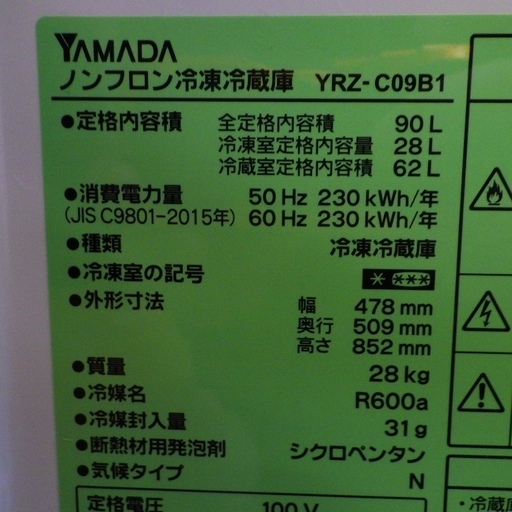 YAMADA
ノンフロン冷凍冷蔵庫 YRZ-C09B1
●定格内容積 全定格内容積 90 L
冷凍室定格内容量 28 L
冷蔵室定格内容積 62 L
●消費電力量 50 Hz 230 kWh/年
(JIS C9801-2015年) 60 Hz 230 kWh/年
●種類 冷凍冷蔵庫
●冷凍室の記号 * ***
●外形寸法 幅 478 mm
奥行 509 mm
高さ 852 mm
●質量 28 kg
●冷媒名 R600a
●冷媒封入量 31 g
●断熱材用発泡剤 シクロペンタン
●気候タイプ N
定格電圧 100 V
・冷蔵庫